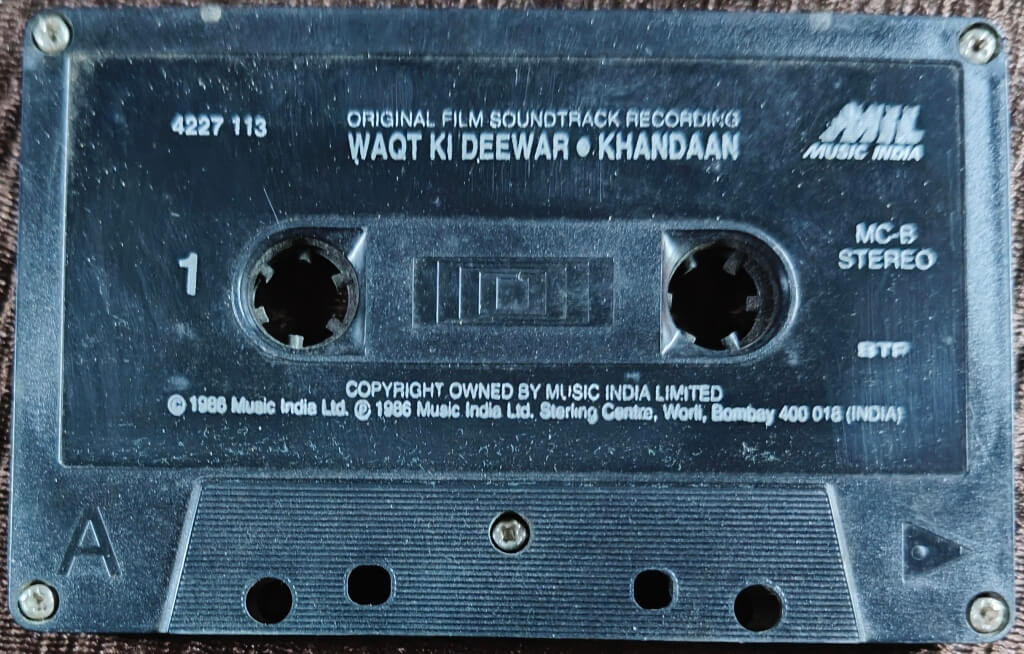 4227 113
ORIGINAL FILM SOUNDTRACK RECORDING
WAQT KI DEEWAR • KHANDAAN
MIL
MUSIC INDIA
1
MC-B
STEREO
STP
COPYRIGHT OWNED BY MUSIC INDIA LIMITED
© 1986 Music India Ltd. ℗ 1986 Music India Ltd. Sterling Centre, Worli, Bombay 400 018 (INDIA)
A